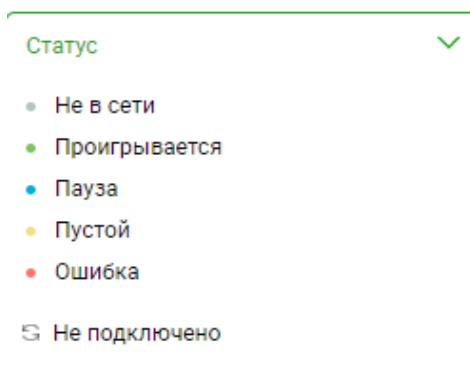 Статус
Не в сети
Проигрывается
Пауза
Пустой
Ошибка
Не подключено